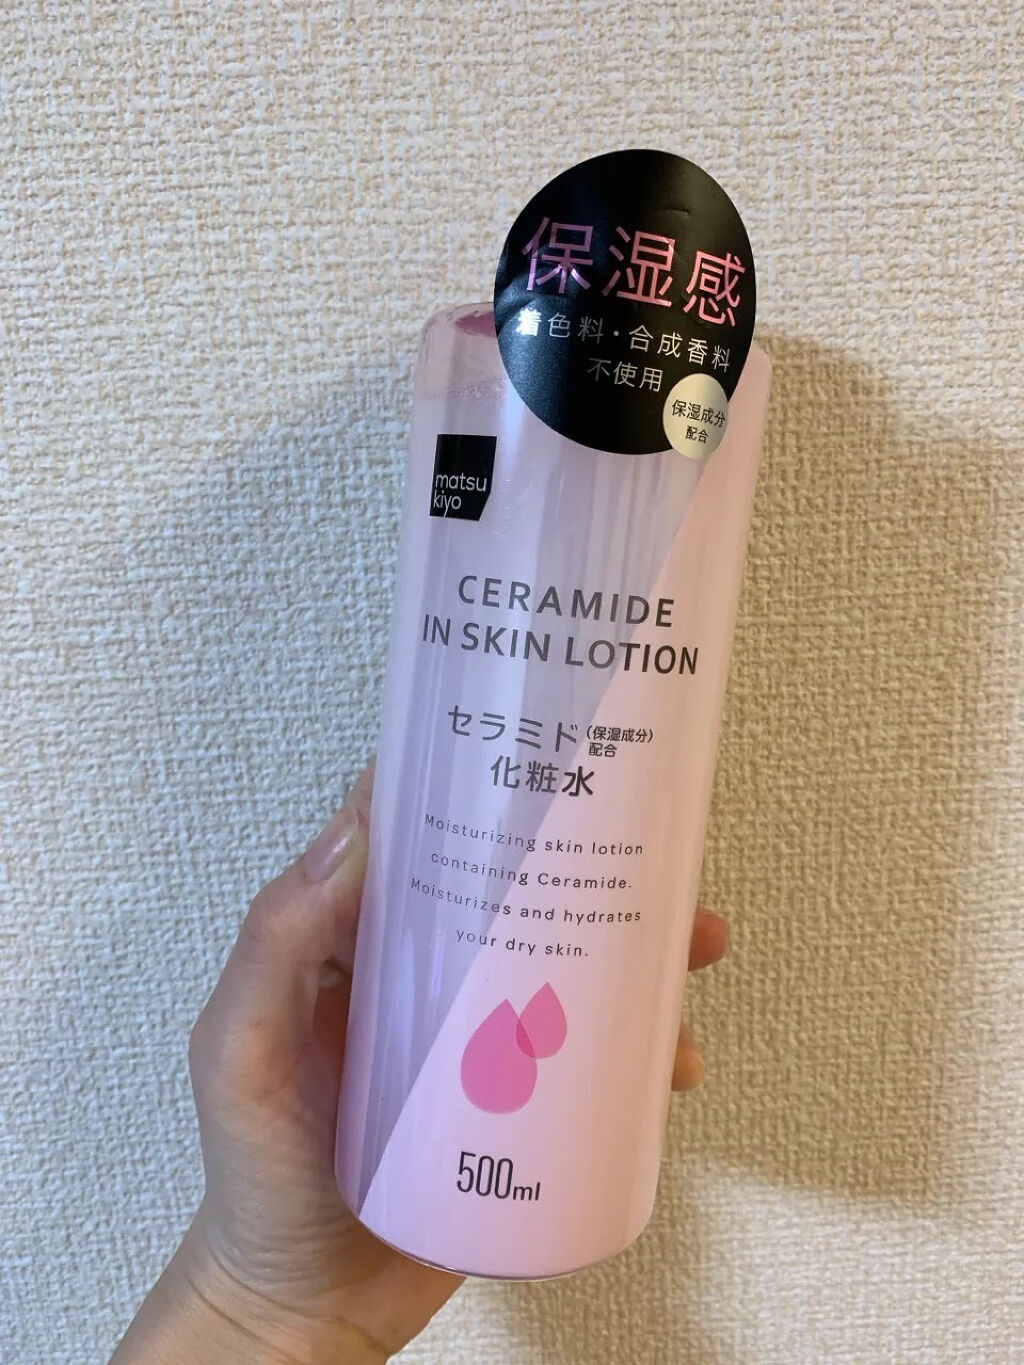 保湿感
着色料・合成香料
不使用
保湿成分
配合
matsu
kiyo
CERAMIDE
IN SKIN LOTION
セラミド(保湿成分)
配合
化粧水
Moisturizing skin lotion
containing Ceramide.
Moisturizes and hydrates
your dry skin.
500ml